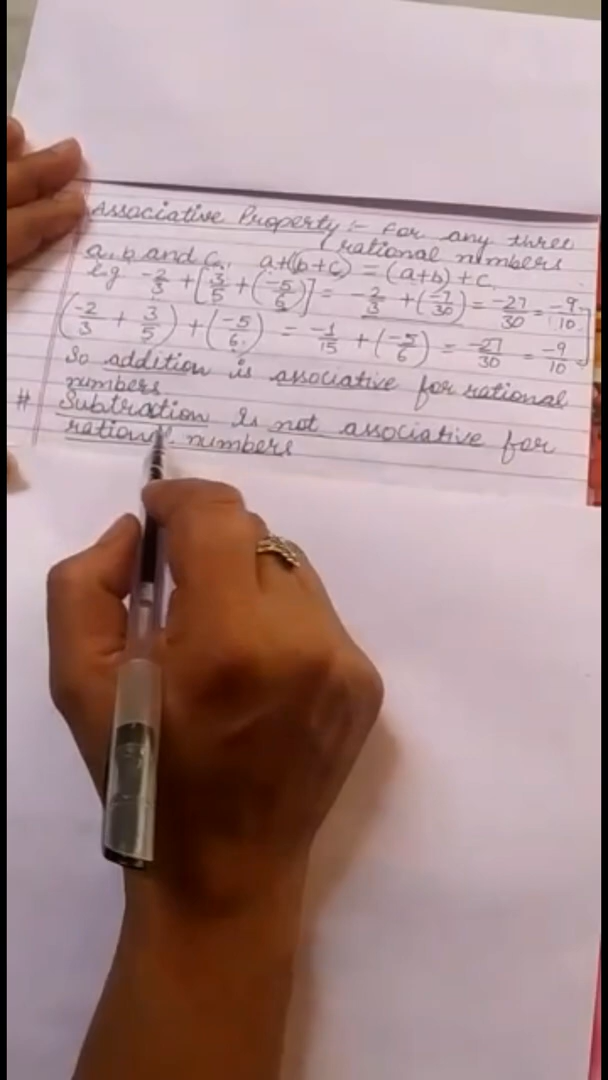 Associative Property :- For any three
rational numbers
a, b and c, a+(b+c) = (a+b)+c.
eg -2/3 + [3/5 + (-5/6)] = -2/3 + (-7/30) = -27/30 = -9/10
(-2/3 + 3/5) + (-5/6) = -1/15 + (-5/6) = -27/30 = -9/10
So addition is associative for rational
numbers.
# Subtraction is not associative for
rational numbers